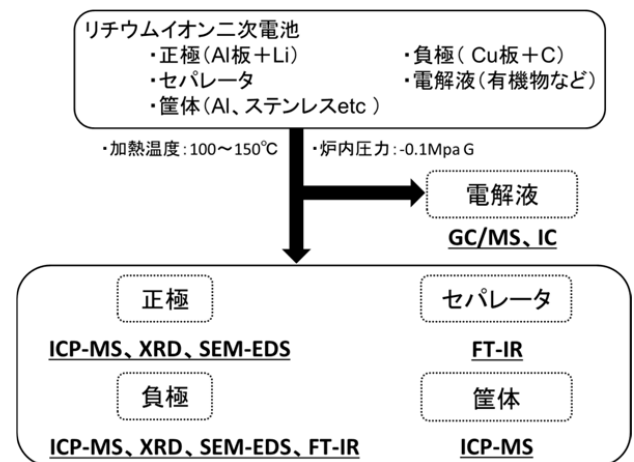 リチウムイオン二次電池
・正極(Al板+Li) ・負極( Cu板+C)
・セパレータ ・電解液(有機物など)
・筐体(Al、ステンレスetc )
・加熱温度:100～150℃ ・炉内圧力:-0.1Mpa G
電解液
GC/MS、IC
正極 セパレータ
ICP-MS、XRD、SEM-EDS FT-IR
負極 筐体
ICP-MS、XRD、SEM-EDS、FT-IR ICP-MS